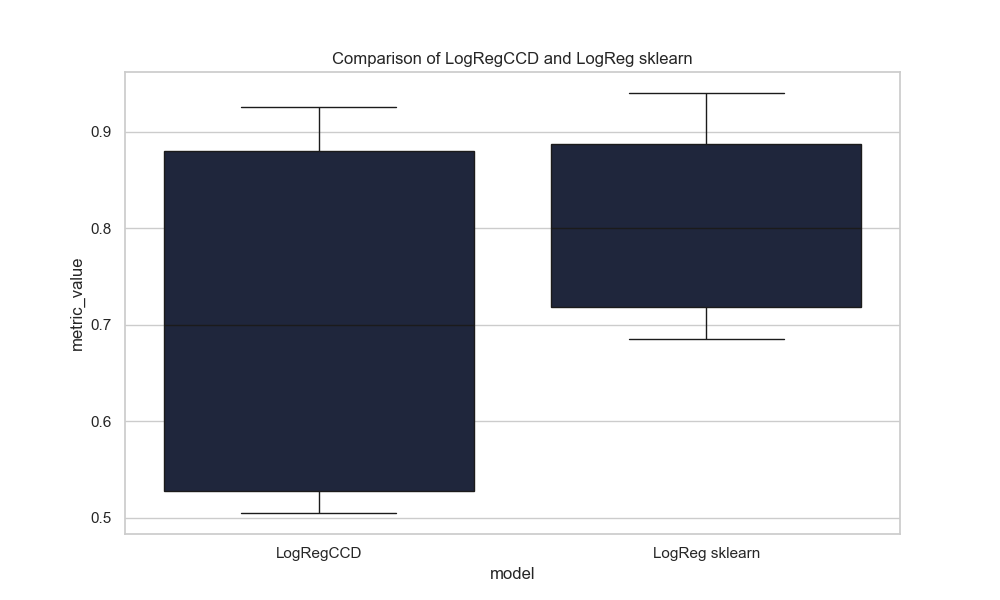 Comparison of LogRegCCD and LogReg sklearn
metric_value
0.9
0.8
0.7
0.6
0.5
LogRegCCD
LogReg sklearn
model